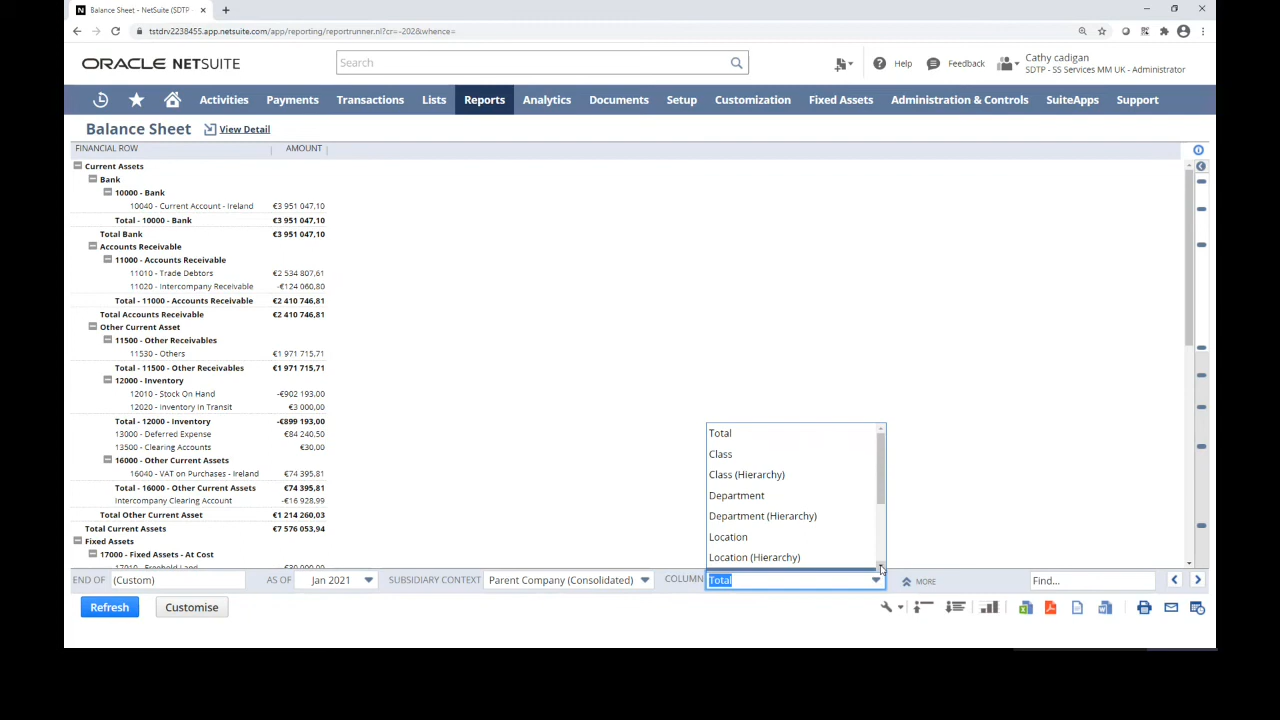 Balance Sheet - NetSuite (SDTP -
tstdrv2238455.app.netsuite.com/app/reporting/reportrunner.nl?cr=-202&whence=
ORACLE NETSUITE
Search
Help
Feedback
Cathy cadigan
SDTP - SS Services MM UK - Administrator
Activities Payments Transactions Lists Reports Analytics Documents Setup Customization Fixed Assets Administration & Controls SuiteApps Support
Balance Sheet View Detail
FINANCIAL ROW AMOUNT
Current Assets
Bank
10000 - Bank
10040 - Current Account - Ireland €3 951 047,10
Total - 10000 - Bank €3 951 047,10
Total Bank €3 951 047,10
Accounts Receivable
11000 - Accounts Receivable
11010 - Trade Debtors €2 534 807,61
11020 - Intercompany Receivable -€124 060,80
Total - 11000 - Accounts Receivable €2 410 746,81
Total Accounts Receivable €2 410 746,81
Other Current Asset
11500 - Other Receivables
11530 - Others €1 971 715,71
Total - 11500 - Other Receivables €1 971 715,71
12000 - Inventory
12010 - Stock On Hand -€902 193,00
12020 - Inventory In Transit €3 000,00
Total - 12000 - Inventory -€899 193,00
13000 - Deferred Expense €84 240,50
13500 - Clearing Accounts €30,00
16000 - Other Current Assets
16040 - VAT on Purchases - Ireland €74 395,81
Total - 16000 - Other Current Assets €74 395,81
Intercompany Clearing Account -€16 928,99
Total Other Current Asset €1 214 260,03
Total Current Assets €7 576 053,94
Fixed Assets
17000 - Fixed Assets - At Cost
Total
Class
Class (Hierarchy)
Department
Department (Hierarchy)
Location
Location (Hierarchy)
END OF (Custom) AS OF Jan 2021 SUBSIDIARY CONTEXT Parent Company (Consolidated) COLUMN Total MORE Find...
Refresh Customise